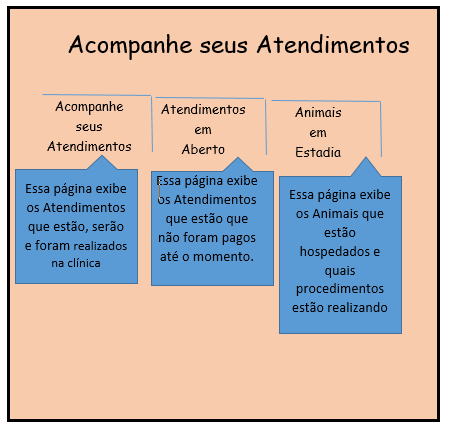 Acompanhe seus Atendimentos
Acompanhe
seus
Atendimentos
Atendimentos
em
Aberto
Animais
em
Estadia
Essa página exibe
os Atendimentos
que estão, serão
e foram realizados
na clínica
Essa página exibe
os Atendimentos
que estão que
não foram pagos
até o momento.
Essa página exibe
os Animais que
estão
hospedados e
quais
procedimentos
estão realizando